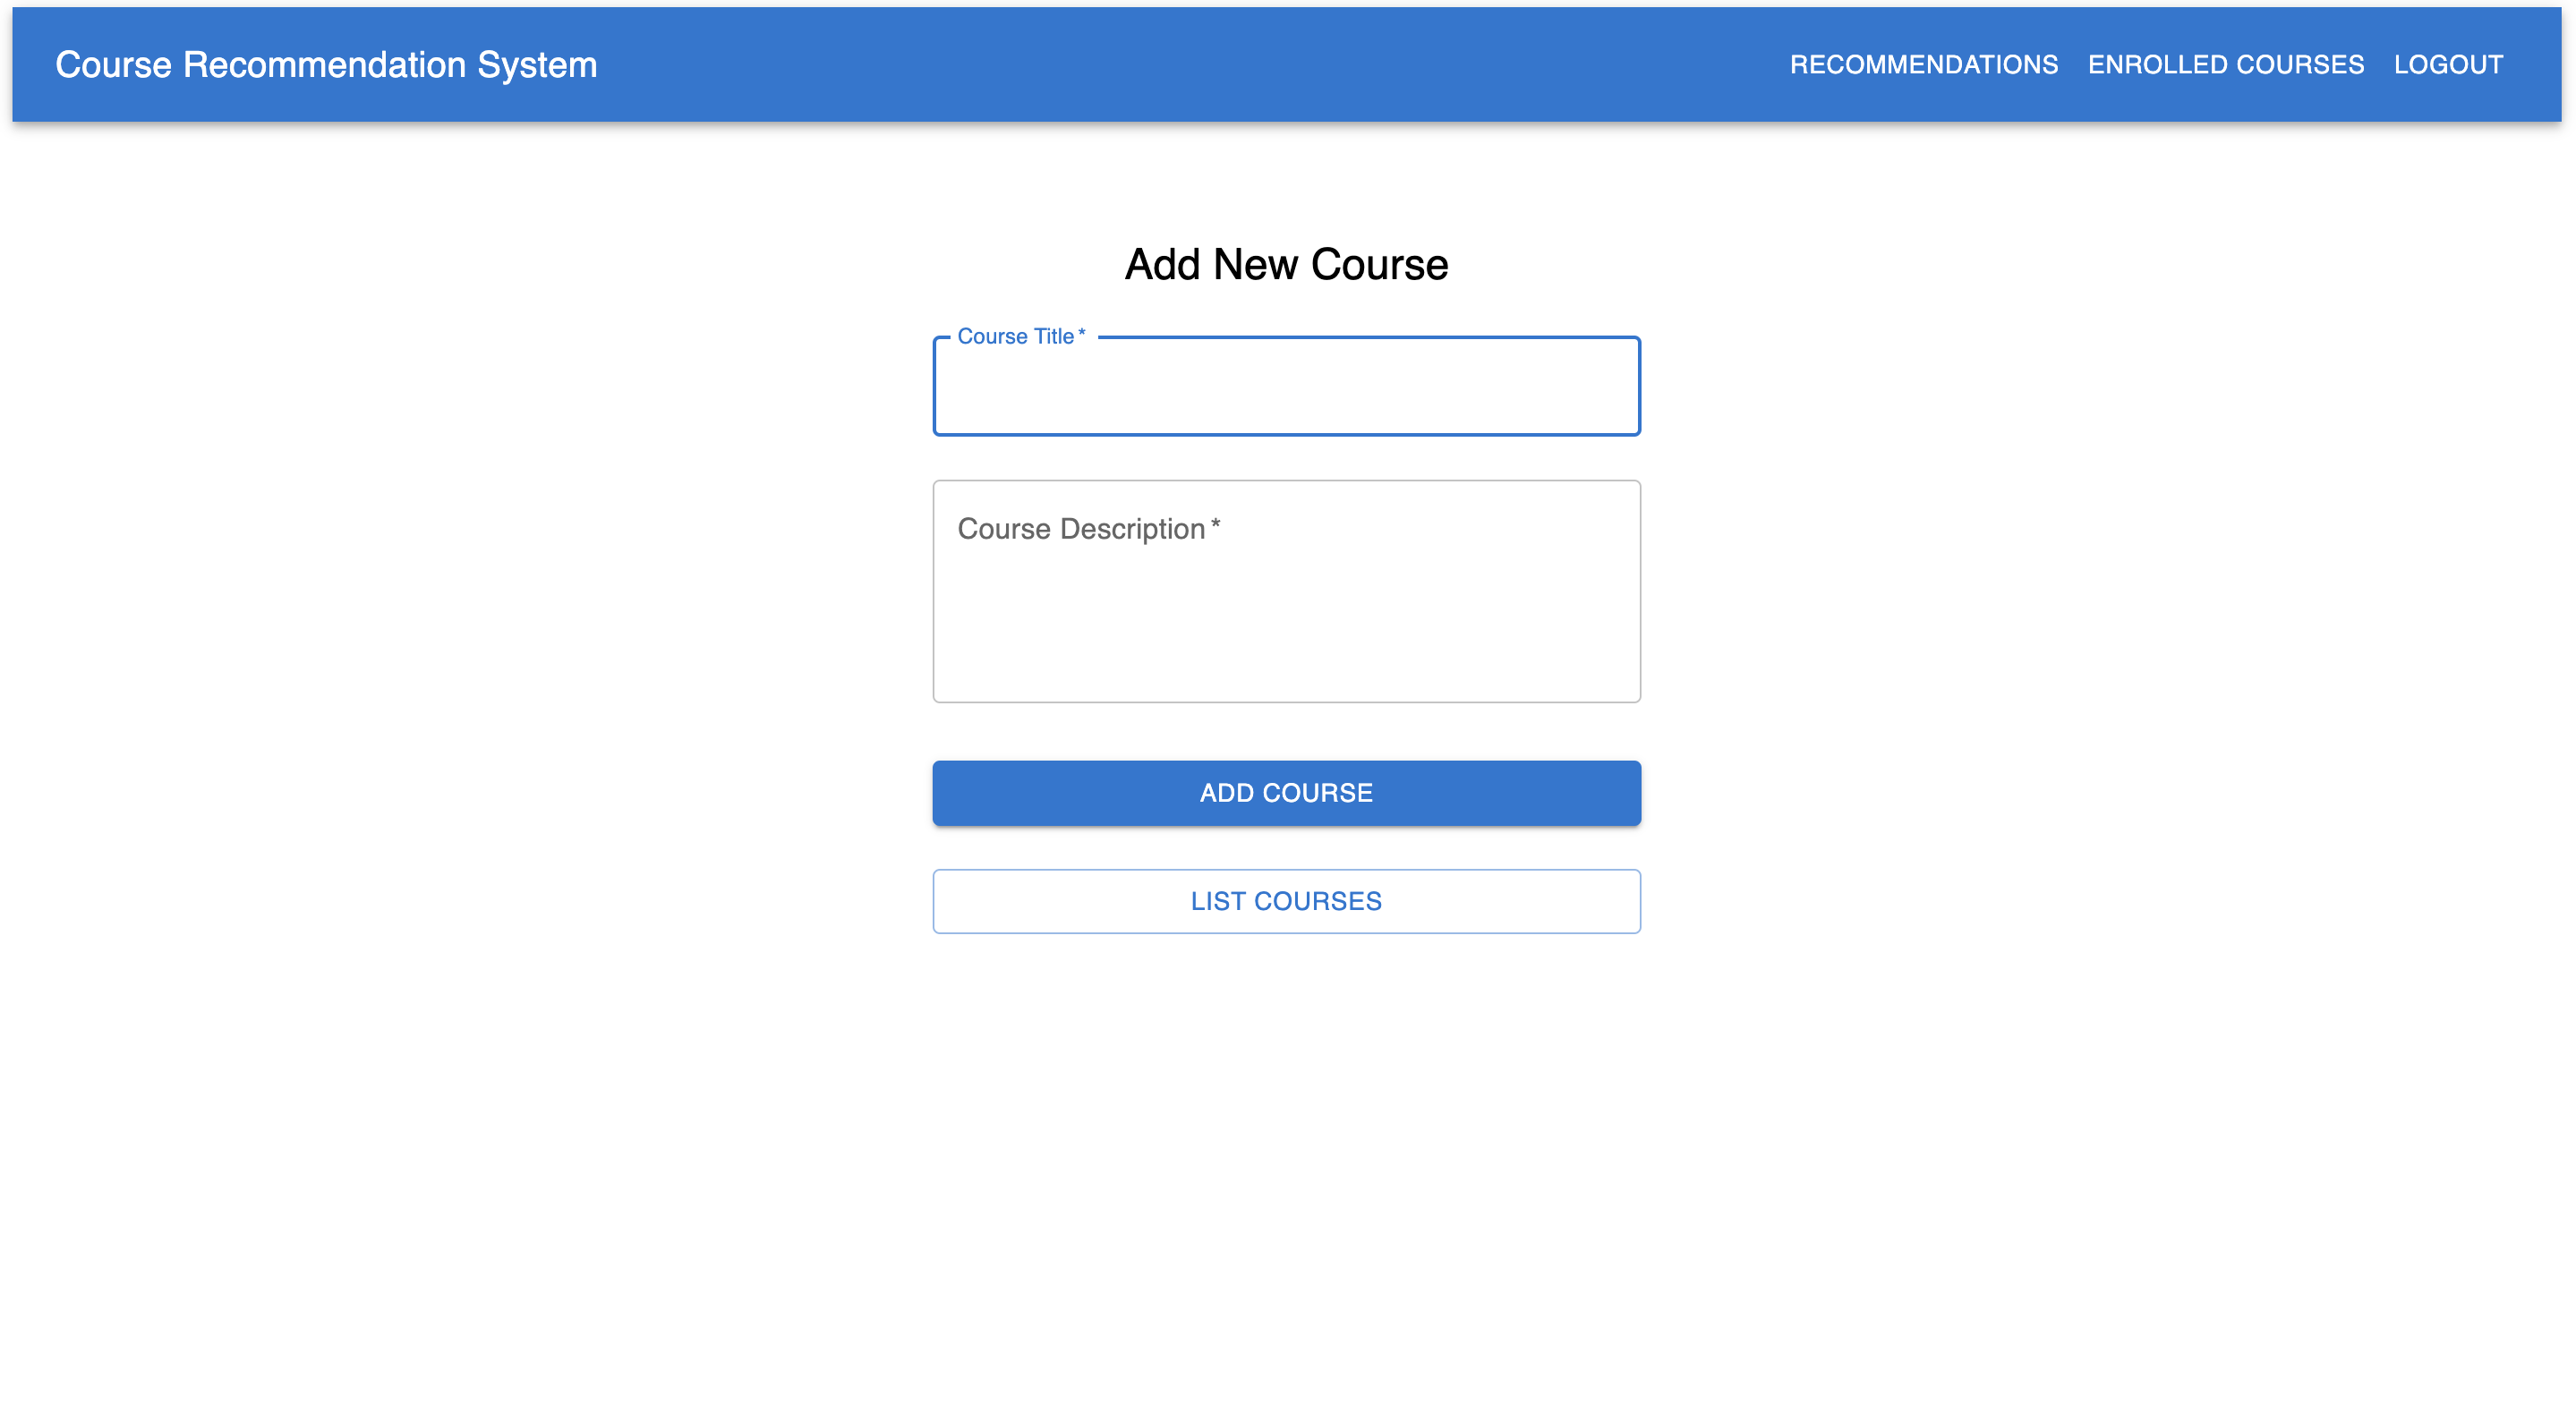 Course Recommendation System
RECOMMENDATIONS ENROLLED COURSES LOGOUT
Add New Course
Course Title *
Course Description *
ADD COURSE
LIST COURSES